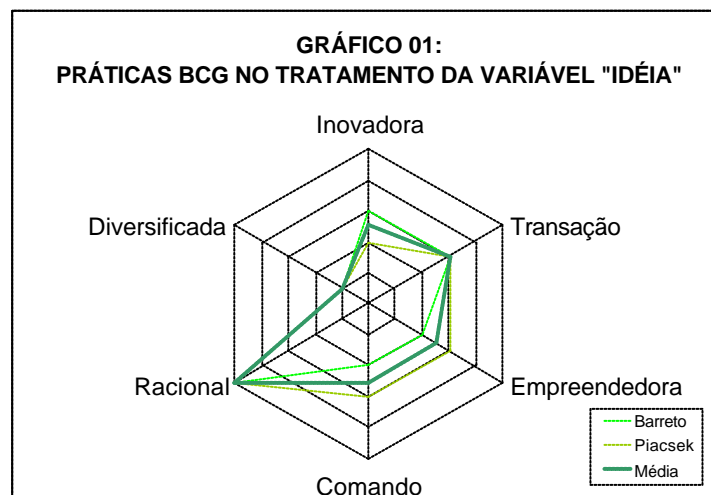 GRÁFICO 01:
PRÁTICAS BCG NO TRATAMENTO DA VARIÁVEL "IDÉIA"
Inovadora
Diversificada
Transação
Racional
Empreendedora
Comando
Barreto
Piacsek
Média